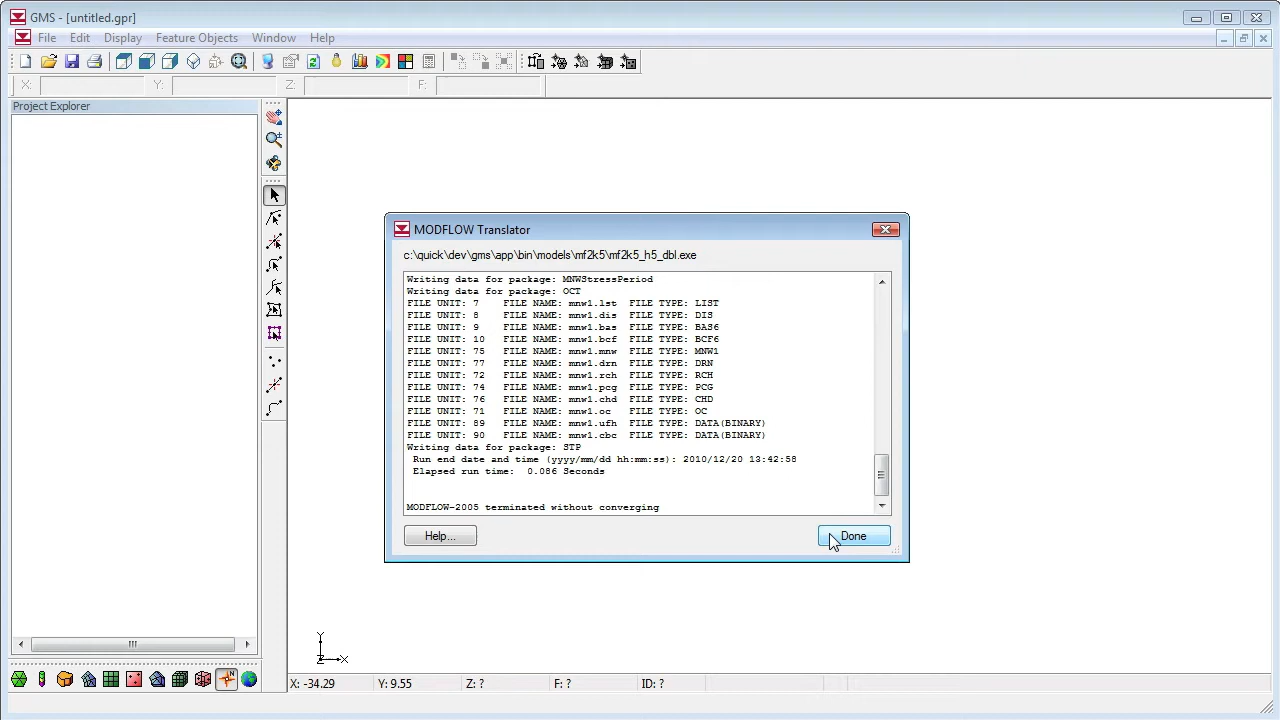 GMS - [untitled.gpr]
File Edit Display Feature Objects Window Help
X: Y: Z: F:
Project Explorer
MODFLOW Translator
c:\quick\dev\gms\app\bin\models\mf2k5\mf2k5_h5_dbl.exe
Writing data for package: MNWStressPeriod
Writing data for package: OCT
FILE UNIT: 7 FILE NAME: mnw1.lst FILE TYPE: LIST
FILE UNIT: 8 FILE NAME: mnw1.dis FILE TYPE: DIS
FILE UNIT: 9 FILE NAME: mnw1.bas FILE TYPE: BAS6
FILE UNIT: 10 FILE NAME: mnw1.bcf FILE TYPE: BCF6
FILE UNIT: 75 FILE NAME: mnw1.mnw FILE TYPE: MNW1
FILE UNIT: 77 FILE NAME: mnw1.drn FILE TYPE: DRN
FILE UNIT: 72 FILE NAME: mnw1.rch FILE TYPE: RCH
FILE UNIT: 74 FILE NAME: mnw1.pcg FILE TYPE: PCG
FILE UNIT: 76 FILE NAME: mnw1.chd FILE TYPE: CHD
FILE UNIT: 71 FILE NAME: mnw1.oc FILE TYPE: OC
FILE UNIT: 89 FILE NAME: mnw1.ufh FILE TYPE: DATA(BINARY)
FILE UNIT: 90 FILE NAME: mnw1.cbc FILE TYPE: DATA(BINARY)
Writing data for package: STP
Run end date and time (yyyy/mm/dd hh:mm:ss): 2010/12/20 13:42:58
Elapsed run time: 0.086 Seconds
MODFLOW-2005 terminated without converging
Help... Done
Y
Z X
X: -34.29 Y: 9.55 Z: ? F: ? ID: ?